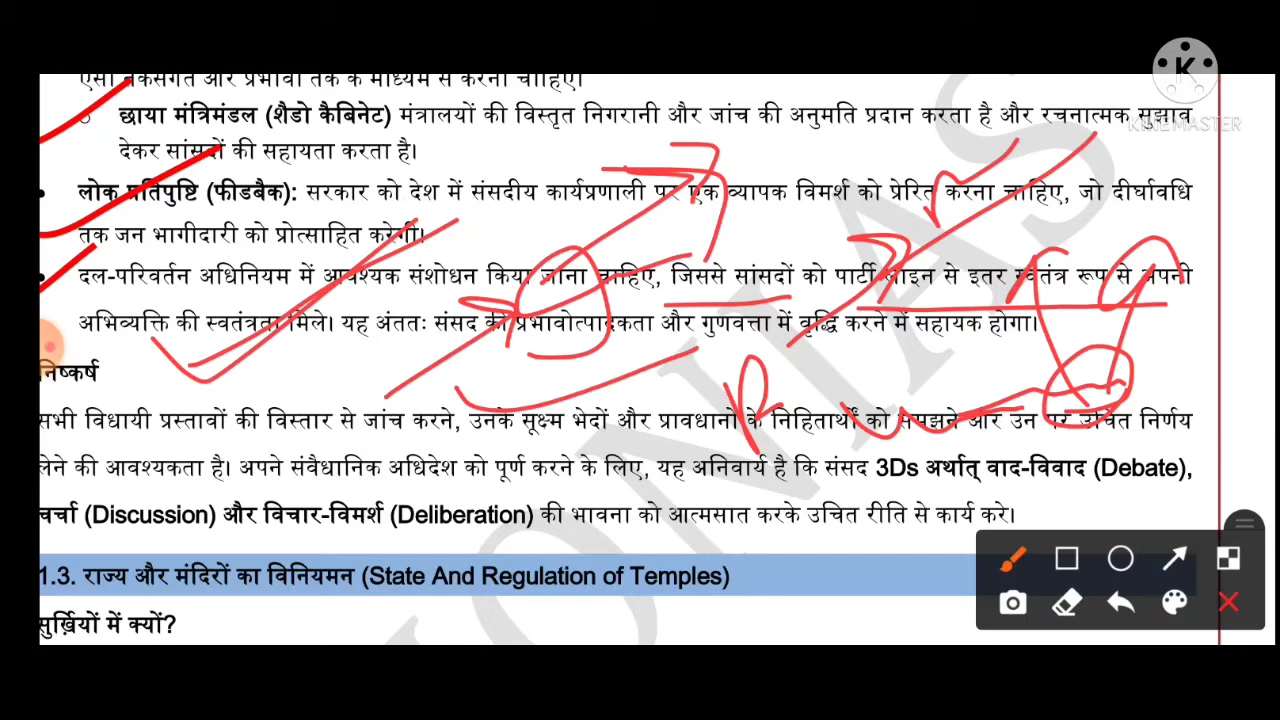 ऐसी तर्कसंगत और प्रभावी तर्क के माध्यम से करनी चाहिए।
छाया मंत्रिमंडल (शैडो कैबिनेट) मंत्रालयों की विस्तृत निगरानी और जांच की अनुमति प्रदान करता है और रचनात्मक सुझाव
KINEMASTER
देकर सांसदों की सहायता करता है।
• लोक प्रतिपुष्टि (फीडबैक): सरकार को देश में संसदीय कार्यप्रणाली पर एक व्यापक विमर्श को प्रेरित करना चाहिए, जो दीर्घावधि
तक जन भागीदारी को प्रोत्साहित करेगी।
• दल-परिवर्तन अधिनियम में आवश्यक संशोधन किया जाना चाहिए, जिससे सांसदों को पार्टी लाइन से इतर स्वतंत्र रूप से अपनी
अभिव्यक्ति की स्वतंत्रता मिले। यह अंततः संसद की प्रभावोत्पादकता और गुणवत्ता में वृद्धि करने में सहायक होगा।
निष्कर्ष
सभी विधायी प्रस्तावों की विस्तार से जांच करने, उनके सूक्ष्म भेदों और प्रावधानों के निहितार्थों को समझने और उन पर उचित निर्णय
लेने की आवश्यकता है। अपने संवैधानिक अधिदेश को पूर्ण करने के लिए, यह अनिवार्य है कि संसद 3Ds अर्थात् वाद-विवाद (Debate),
चर्चा (Discussion) और विचार-विमर्श (Deliberation) की भावना को आत्मसात करके उचित रीति से कार्य करे।
1.3. राज्य और मंदिरों का विनियमन (State And Regulation of Temples)
सुर्ख़ियों में क्यों?